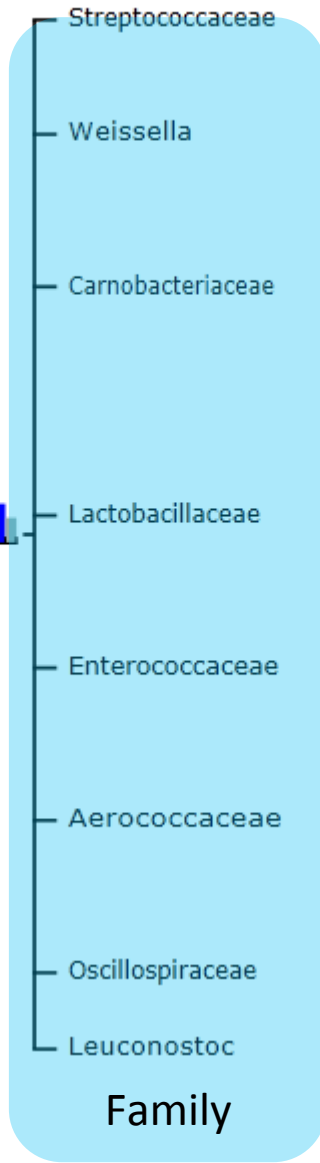 Streptococcaceae
Weissella
Carnobacteriaceae
Lactobacillaceae
Enterococcaceae
Aerococcaceae
Oscillospiraceae
Leuconostoc
Family